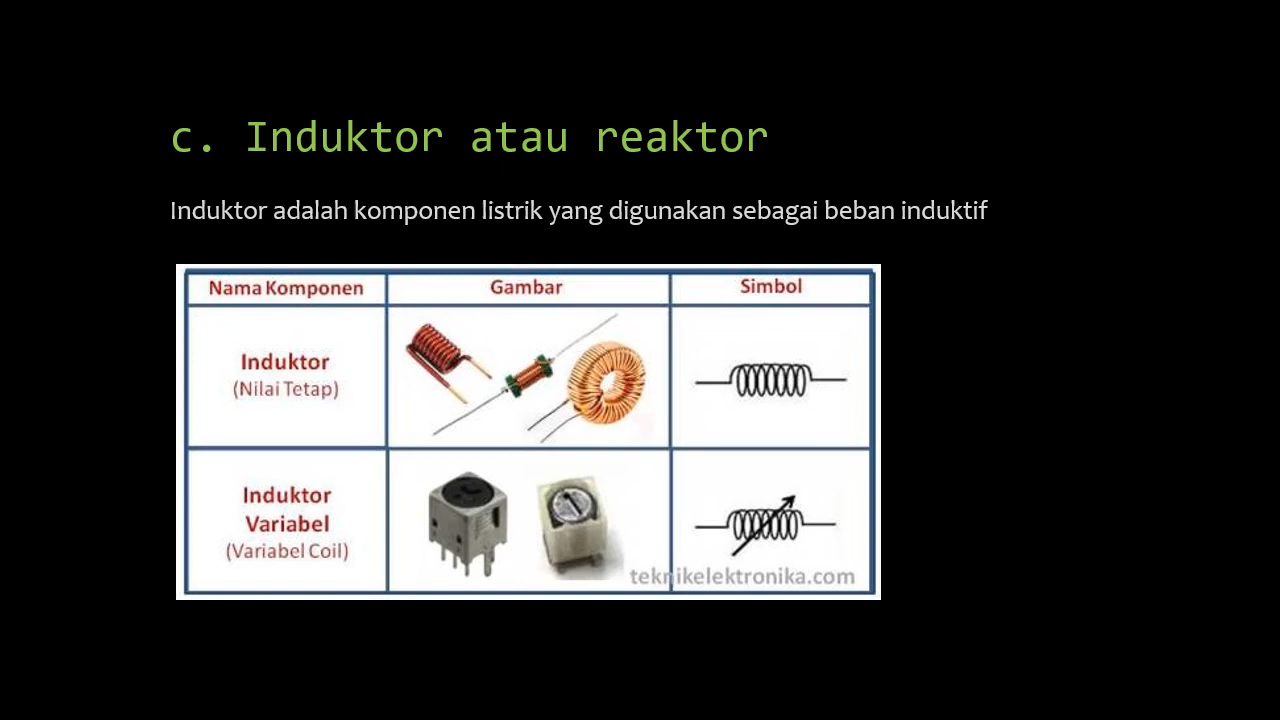 c. Induktor atau reaktor
Induktor adalah komponen listrik yang digunakan sebagai beban induktif
Nama Komponen
Gambar
Simbol
Induktor
(Nilai Tetap)
Induktor
Variabel
(Variabel Coil)
teknikelektronika.com